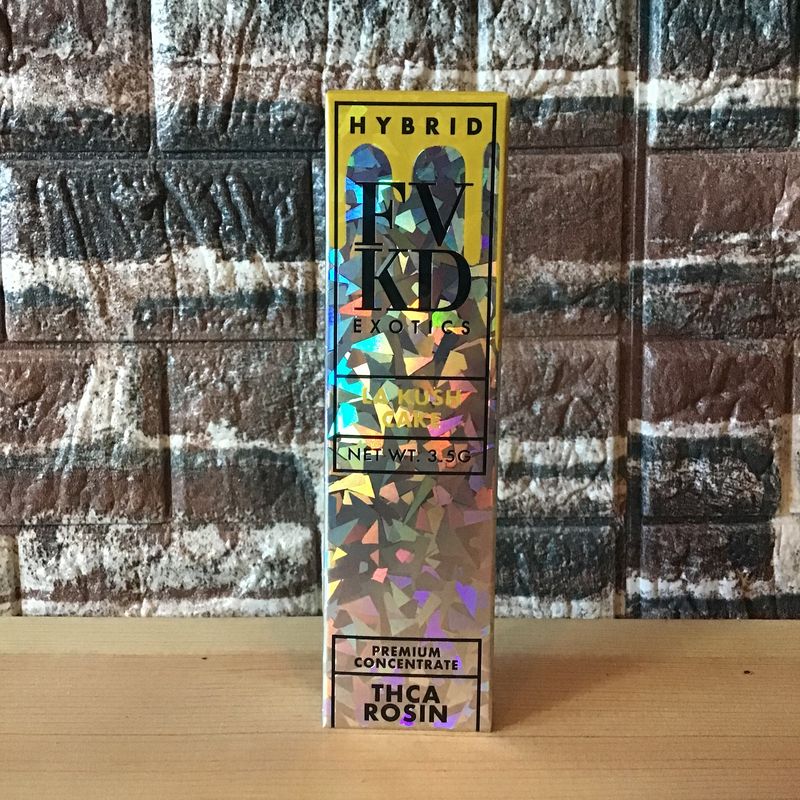 HYBRID
FV
KD
EXOTICS
LA KUSH
CAKE
NET WT: 3.5G
PREMIUM
CONCENTRATE
THCA
ROSIN